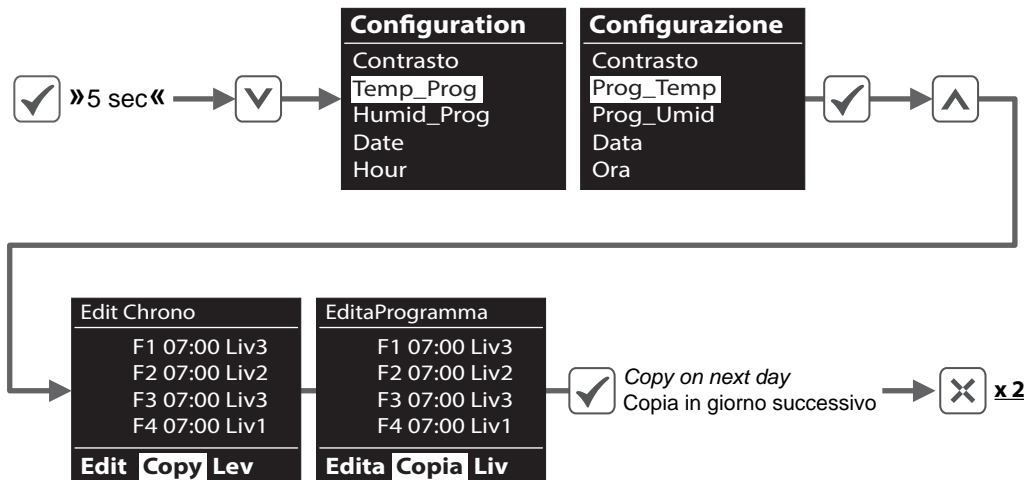 »5 sec«
Configuration
Contrasto
Temp_Prog
Humid_Prog
Date
Hour
Configurazione
Contrasto
Prog_Temp
Prog_Umid
Data
Ora
Edit Chrono
F1 07:00 Liv3
F2 07:00 Liv2
F3 07:00 Liv3
F4 07:00 Liv1
Edit Copy Lev
EditaProgramma
F1 07:00 Liv3
F2 07:00 Liv2
F3 07:00 Liv3
F4 07:00 Liv1
Edita Copia Liv
Copy on next day
Copia in giorno successivo
x 2